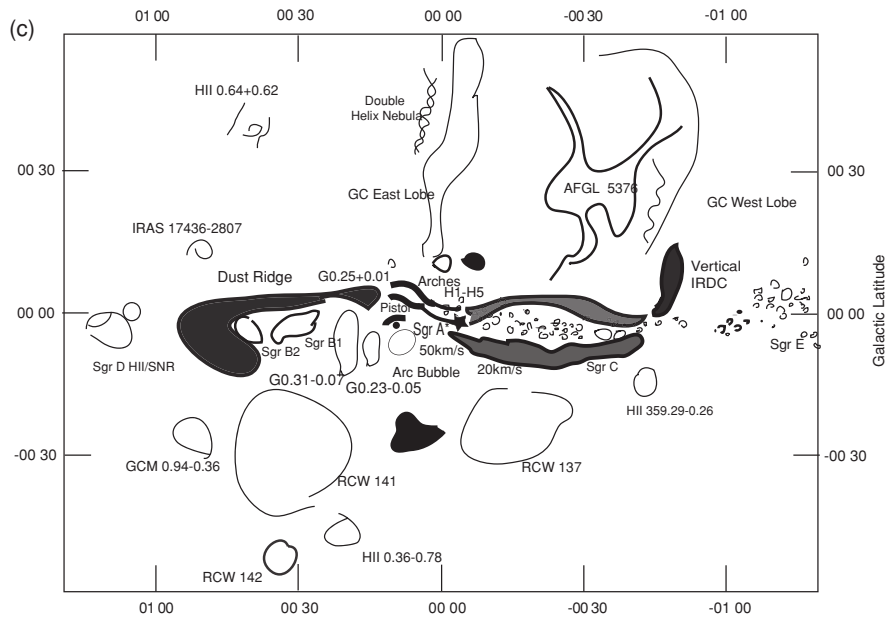 (c)
01 00
00 30
00 00
-00 30
-01 00
HII 0.64+0.62
Double
Helix Nebula
00 30
00 30
AFGL 5376
GC East Lobe
GC West Lobe
IRAS 17436-2807
Dust Ridge
G0.25+0.01
Arches
H1-H5
Vertical
IRDC
Galactic Latitude
00 00
00 00
Pistol
Sgr A*
Sgr B2
Sgr B1
50km/s
Sgr E
Sgr D HII/SNR
20km/s
Sgr C
Arc Bubble
G0.31-0.07
G0.23-0.05
HII 359.29-0.26
-00 30
-00 30
GCM 0.94-0.36
RCW 137
RCW 141
HII 0.36-0.78
RCW 142
01 00
00 30
00 00
-00 30
-01 00